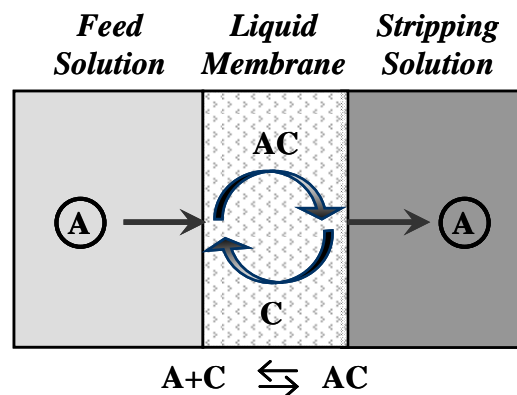 Feed Liquid Stripping
Solution Membrane Solution
AC
A A
C
A+C ⇆ AC